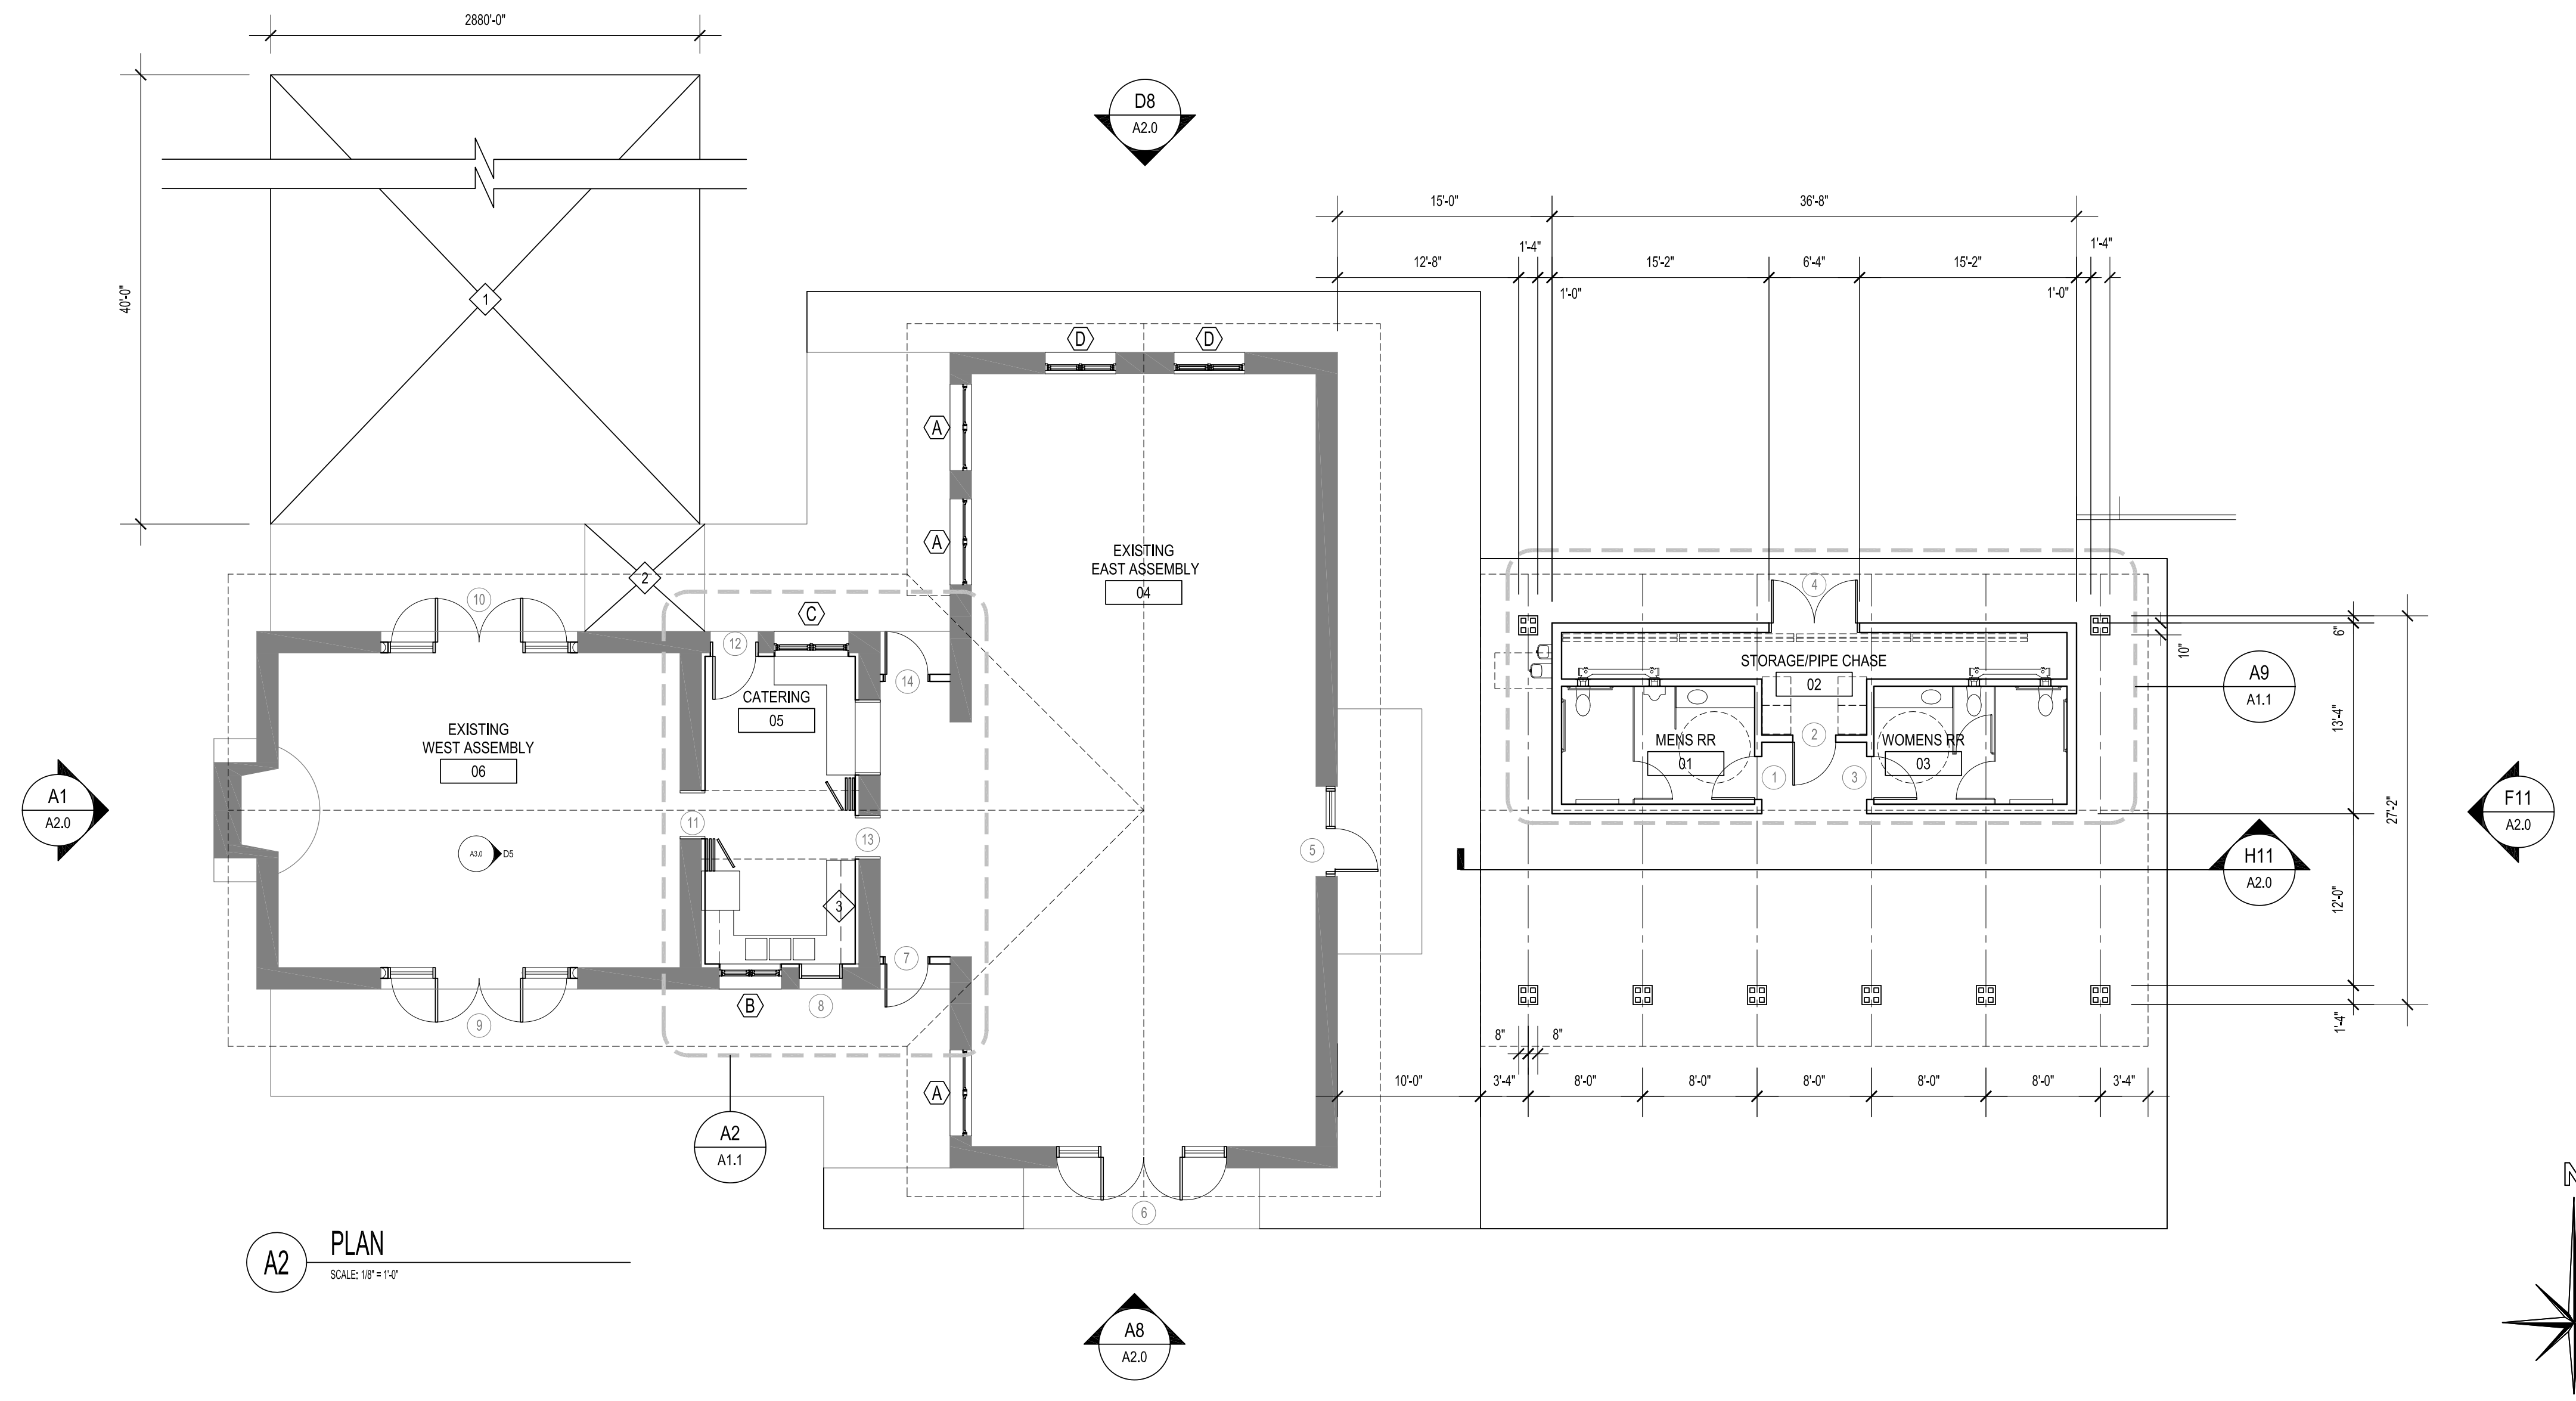 2880'-0"
D8
A2.0
40'-0"
1
15'-0"
36'-8"
1'-4"
1'-4"
12'-8"
15'-2"
6'-4"
15'-2"
1'-0"
1'-0"
D
D
A
A
EXISTING
EAST ASSEMBLY
04
2
10
C
4
12
14
6"
10"
STORAGE/PIPE CHASE
02
A9
A1.1
CATERING
05
EXISTING
WEST ASSEMBLY
06
13'-4"
2
MENS RR
01
WOMENS RR
03
1
3
A1
A2.0
F11
A2.0
27'-2"
11
13
5
A3.0
D5
H11
A2.0
3
12'-0"
7
B
8
9
1'-4"
8"
8"
A
10'-0"
3'-4"
8'-0"
8'-0"
8'-0"
8'-0"
8'-0"
3'-4"
A2
A1.1
6
N
A2
PLAN
SCALE: 1/8" = 1'-0"
A8
A2.0